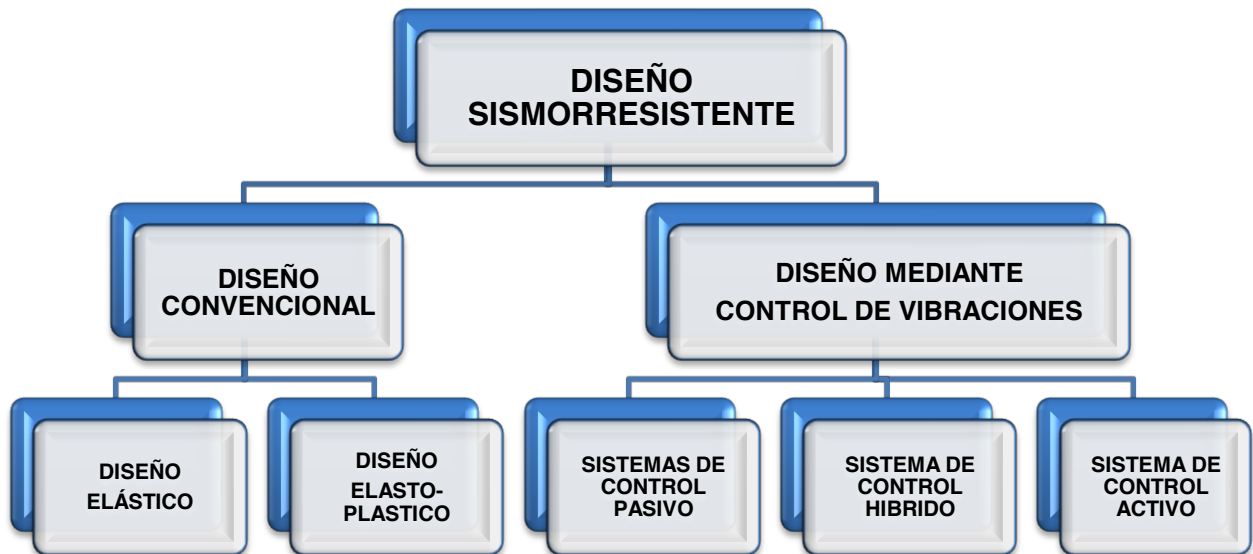 DISEÑO
SISMORRESISTENTE
DISEÑO
CONVENCIONAL
DISEÑO MEDIANTE
CONTROL DE VIBRACIONES
DISEÑO
ELÁSTICO
DISEÑO
ELASTO-
PLASTICO
SISTEMAS DE
CONTROL
PASIVO
SISTEMA DE
CONTROL
HIBRIDO
SISTEMA DE
CONTROL
ACTIVO